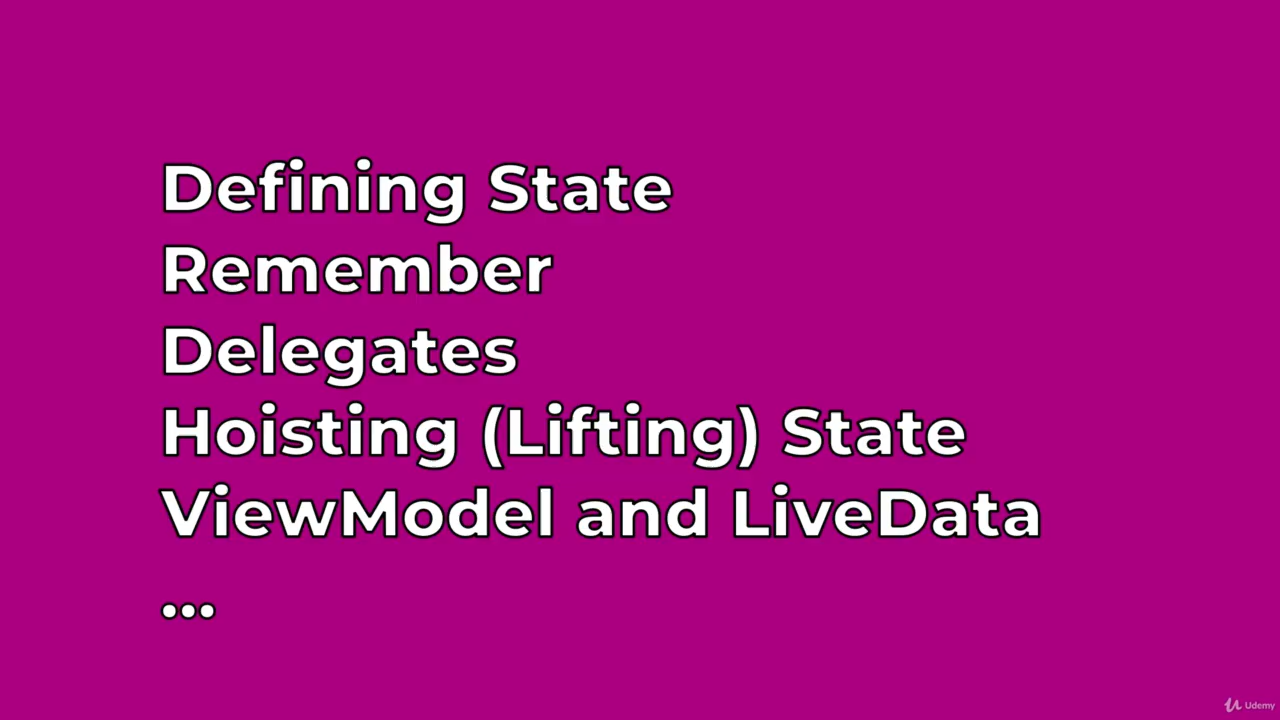 Defining State
Remember
Delegates
Hoisting (Lifting) State
ViewModel and LiveData
...
Udemy